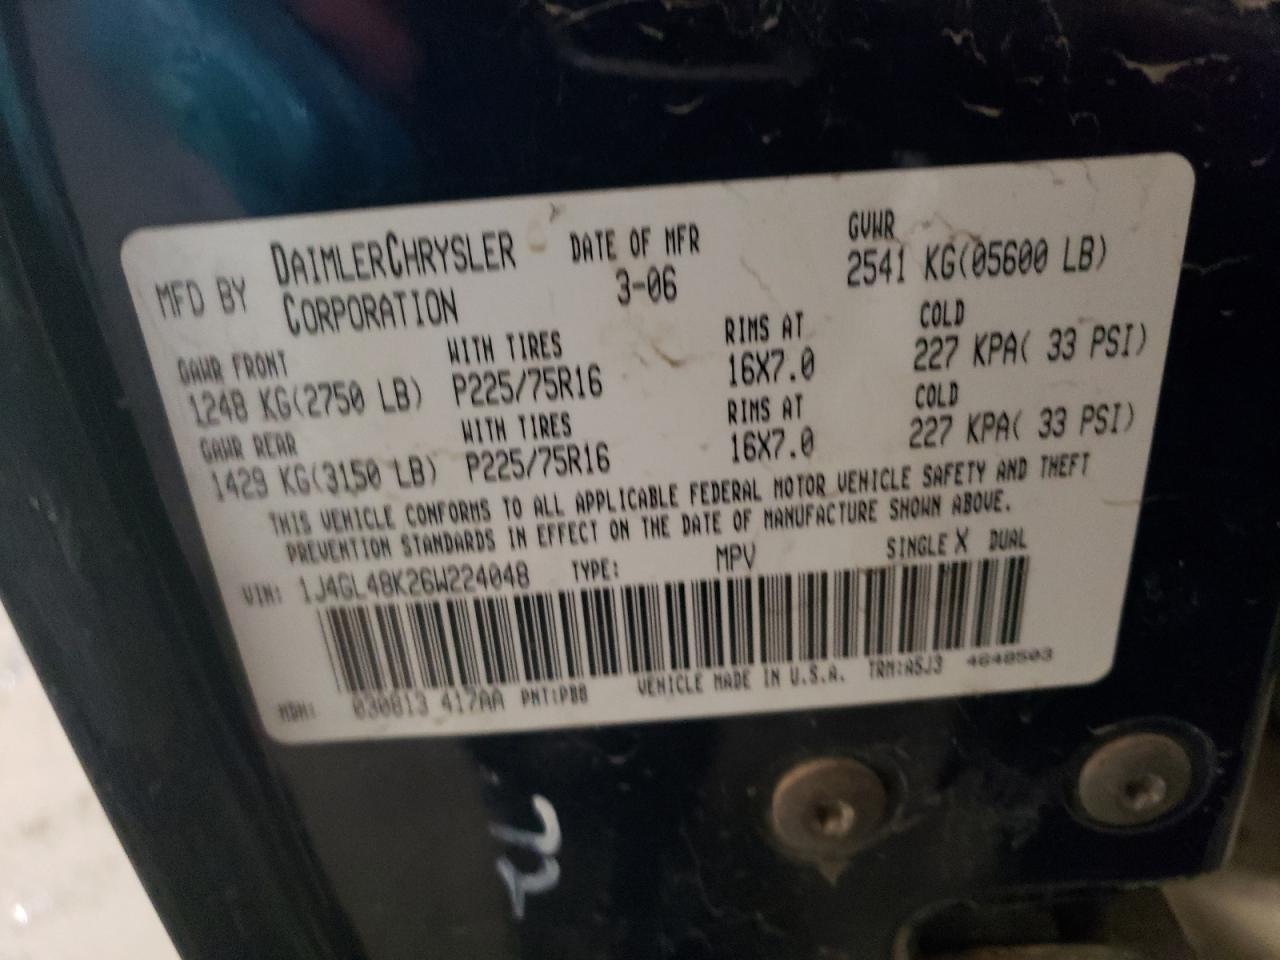 MFD BY DAIMLERCHRYSLER CORPORATION DATE OF MFR 3-06 GVWR 2541 KG(05600 LB)
GAWR FRONT WITH TIRES RIMS AT COLD
1248 KG(2750 LB) P225/75R16 16X7.0 227 KPA( 33 PSI)
GAWR REAR WITH TIRES RIMS AT COLD
1429 KG(3150 LB) P225/75R16 16X7.0 227 KPA( 33 PSI)
THIS VEHICLE CONFORMS TO ALL APPLICABLE FEDERAL MOTOR VEHICLE SAFETY AND THEFT
PREVENTION STANDARDS IN EFFECT ON THE DATE OF MANUFACTURE SHOWN ABOVE.
VIN: 1J4GL48K26W224048 TYPE: MPV SINGLE X DUAL
MDH: 030813 417AA PNT:PB8 VEHICLE MADE IN U.S.A. TRM:A5J3 4648503